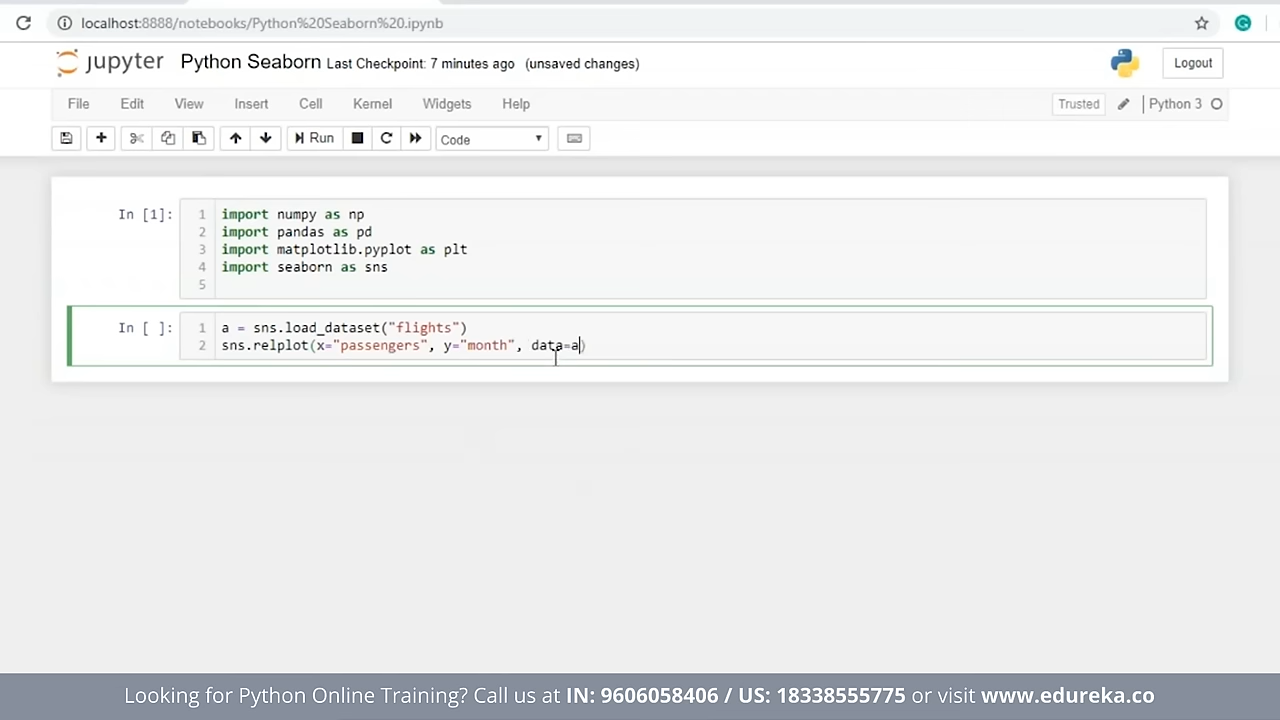 localhost:8888/notebooks/Python%20Seaborn%20.ipynb
jupyter Python Seaborn Last Checkpoint: 7 minutes ago (unsaved changes) Logout
File Edit View Insert Cell Kernel Widgets Help Trusted Python 3
Run Code
In [1]:
1 import numpy as np
2 import pandas as pd
3 import matplotlib.pyplot as plt
4 import seaborn as sns
5
In [ ]:
1 a = sns.load_dataset("flights")
2 sns.relplot(x="passengers", y="month", data=a)
Looking for Python Online Training? Call us at IN: 9606058406 / US: 18338555775 or visit www.edureka.co